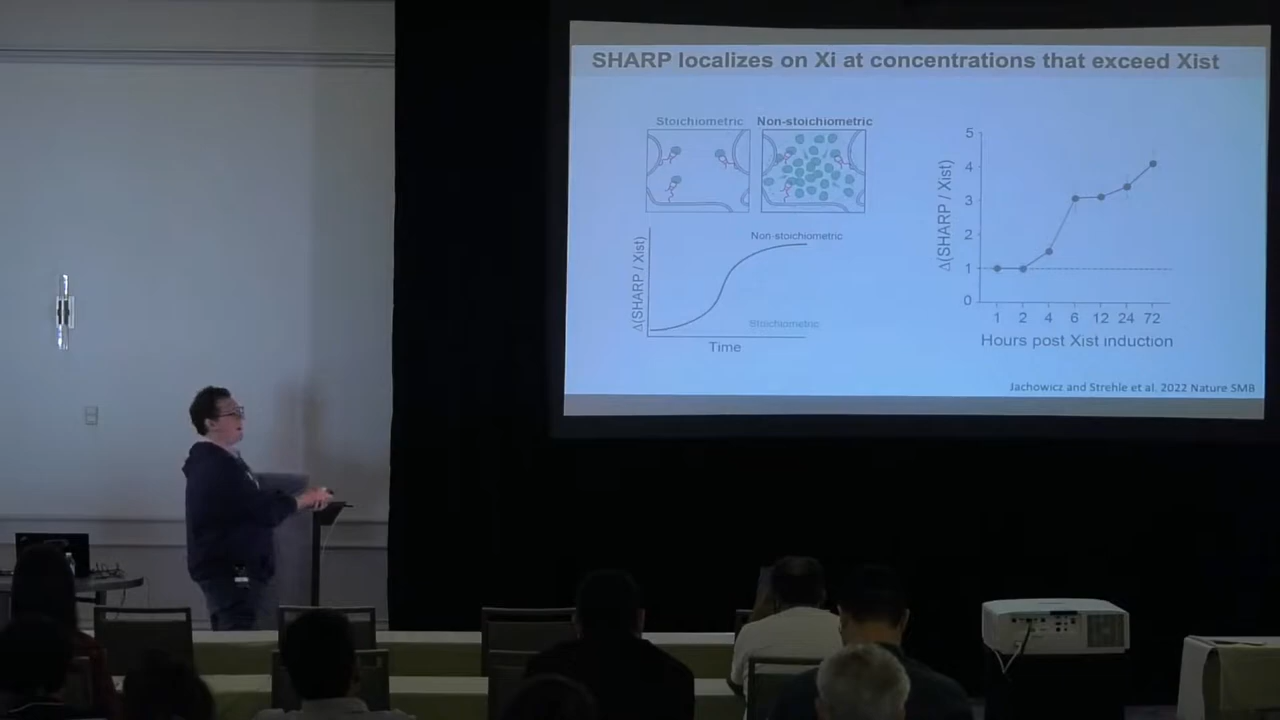 SHARP localizes on Xi at concentrations that exceed Xist
Stoichiometric
Non-stoichiometric
Δ(SHARP / Xist)
Non-stoichiometric
Stoichiometric
Time
Δ(SHARP / Xist)
5
4
3
2
1
0
1 2 4 6 12 24 72
Hours post Xist induction
Jachowicz and Strehle et al. 2022 Nature SMB